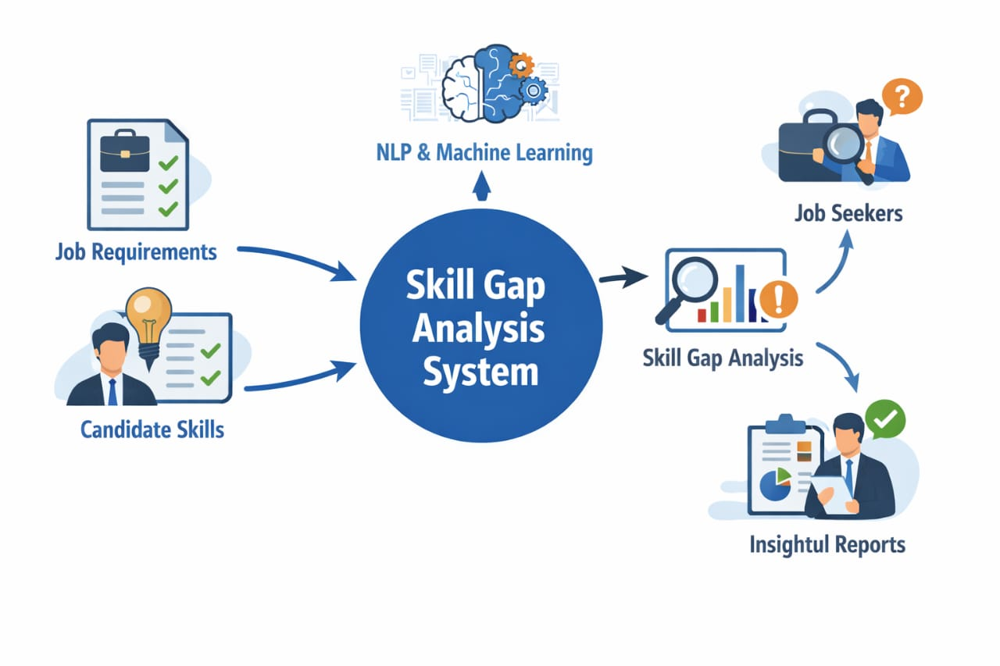 NLP & Machine Learning
?
Job Requirements
Job Seekers
Skill Gap
Analysis
System
!
Skill Gap Analysis
Candidate Skills
Insightul Reports